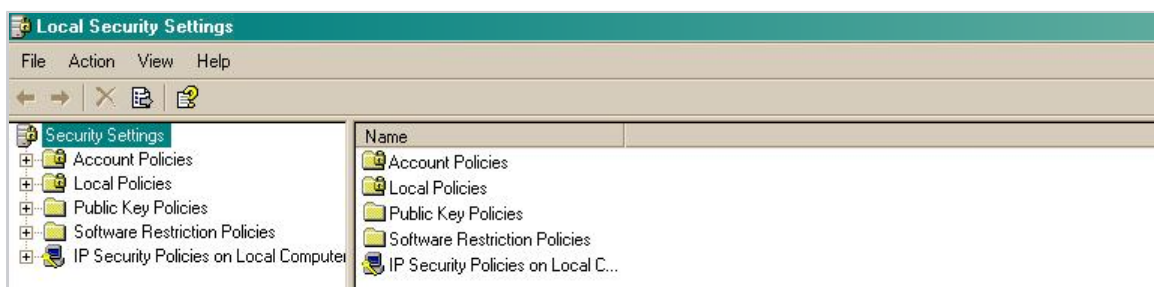 Local Security Settings
File Action View Help
Security Settings
Account Policies
Local Policies
Public Key Policies
Software Restriction Policies
IP Security Policies on Local Computer
Name
Account Policies
Local Policies
Public Key Policies
Software Restriction Policies
IP Security Policies on Local C...